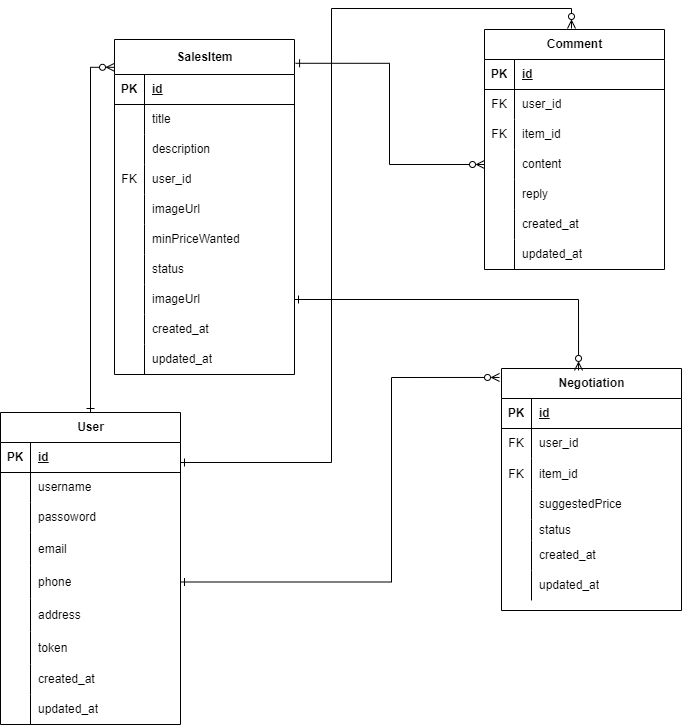 SalesItem
PK id
title
description
FK user_id
imageUrl
minPriceWanted
status
imageUrl
created_at
updated_at
Comment
PK id
FK user_id
FK item_id
content
reply
created_at
updated_at
User
PK id
username
passoword
email
phone
address
token
created_at
updated_at
Negotiation
PK id
FK user_id
FK item_id
suggestedPrice
status
created_at
updated_at